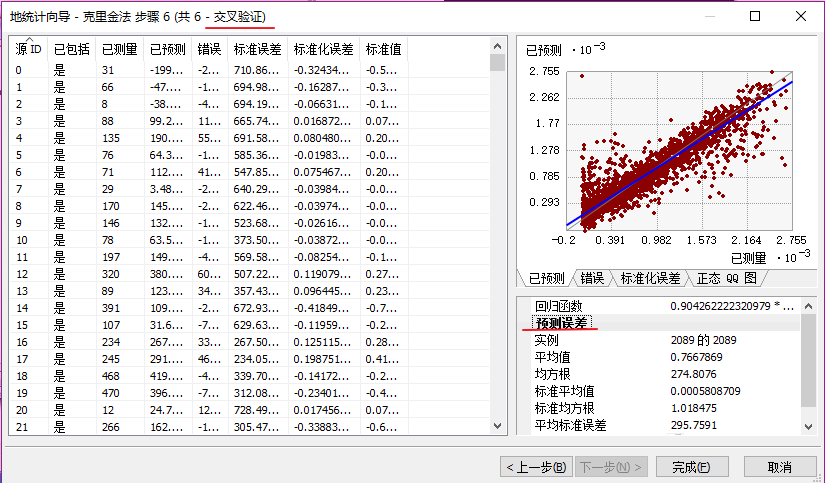 地统计向导 - 克里金法 步骤 6 (共 6 - 交叉验证)
源 ID 已包括 已测量 已预测 错误 标准误差 标准化误差 标准值
0 是 31 -199... -2... 710.86... -0.32434... -0.5...
1 是 66 -47.... -1... 694.98... -0.16287... -0.3...
2 是 8 -38.... -4... 694.19... -0.06631... -0.1...
3 是 88 99.2... 11... 665.74... 0.016872... 0.07...
4 是 135 190.... 55... 691.58... 0.080480... 0.20...
5 是 76 64.3... -1... 585.36... -0.01983... -0.0...
6 是 71 112.... 41... 547.85... 0.075467... 0.20...
7 是 29 3.48... -2... 640.29... -0.03984... -0.0...
8 是 170 145.... -2... 622.46... -0.03974... -0.0...
9 是 146 132.... -1... 523.68... -0.02616... -0.0...
10 是 78 63.5... -1... 373.50... -0.03872... -0.0...
11 是 197 149.... -4... 569.58... -0.08254... -0.1...
12 是 320 380.... 60... 507.22... 0.119079... 0.27...
13 是 89 123.... 34... 357.43... 0.096445... 0.23...
14 是 391 109.... -2... 672.93... -0.41849... -0.7...
15 是 107 31.6... -7... 629.63... -0.11959... -0.2...
16 是 234 267.... 33... 267.50... 0.125115... 0.28...
17 是 245 291.... 46... 234.05... 0.198751... 0.41...
18 是 468 419.... -4... 339.70... -0.14172... -0.2...
19 是 470 396.... -7... 312.08... -0.23401... -0.4...
20 是 12 24.7... 12... 728.49... 0.017456... 0.07...
21 是 266 162.... -1... 305.47... -0.33883... -0.6...
已预测 ·10⁻³
2.755
2.262
1.77
1.278
0.785
0.293
-0.2 0.391 0.982 1.573 2.164 2.755
已测量 ·10⁻³
已预测 错误 标准化误差 正态 QQ 图
回归函数 0.904262222320979 * ...
预测误差
实例 2089 的 2089
平均值 0.7667869
均方根 274.8076
标准平均值 0.0005808709
标准均方根 1.018475
平均标准误差 295.7591
< 上一步(B) 下一步(N) > 完成(F) 取消